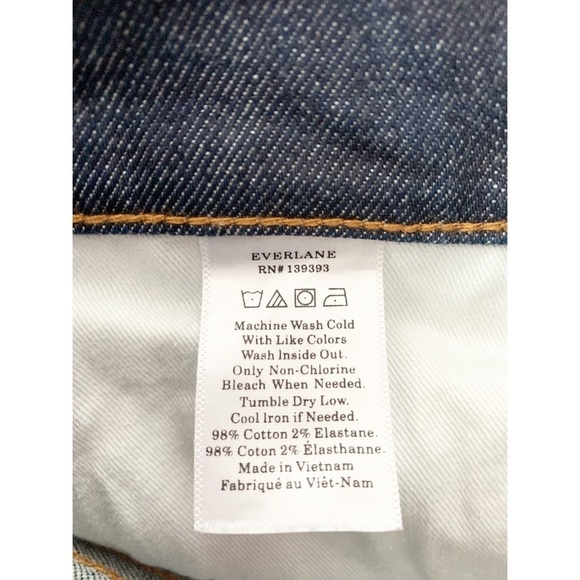 EVERLANE
RN# 139393
Machine Wash Cold
With Like Colors
Wash Inside Out.
Only Non-Chlorine
Bleach When Needed.
Tumble Dry Low.
Cool Iron if Needed.
98% Cotton 2% Elastane.
98% Coton 2% Élasthanne.
Made in Vietnam
Fabriqué au Viêt-Nam